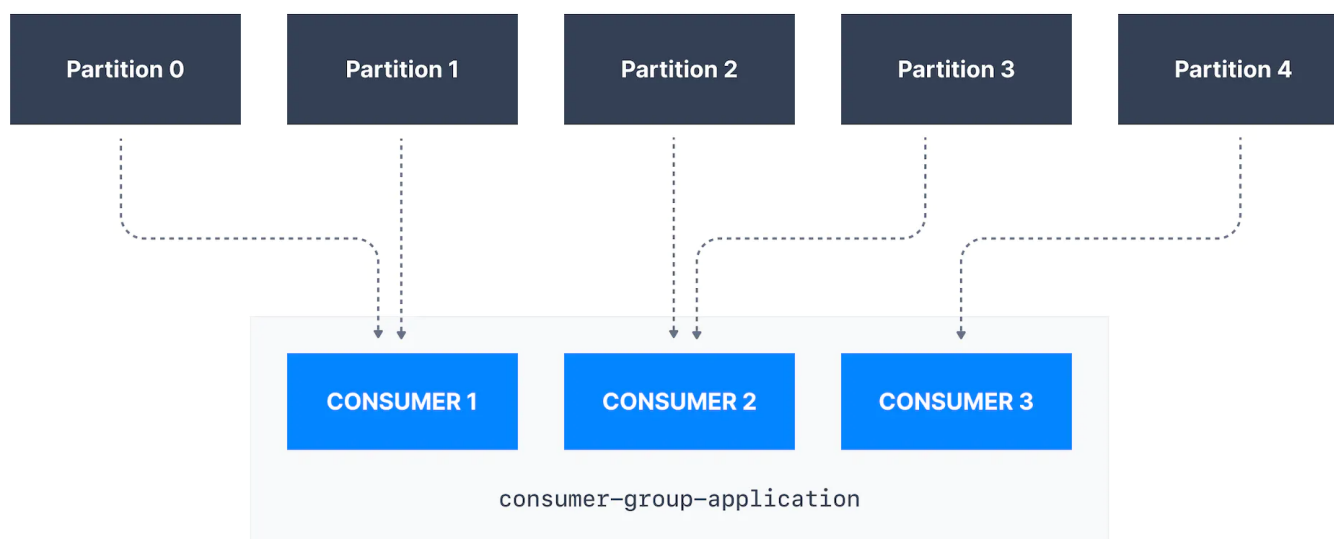 Partition 0
Partition 1
Partition 2
Partition 3
Partition 4
CONSUMER 1
CONSUMER 2
CONSUMER 3
consumer-group-application